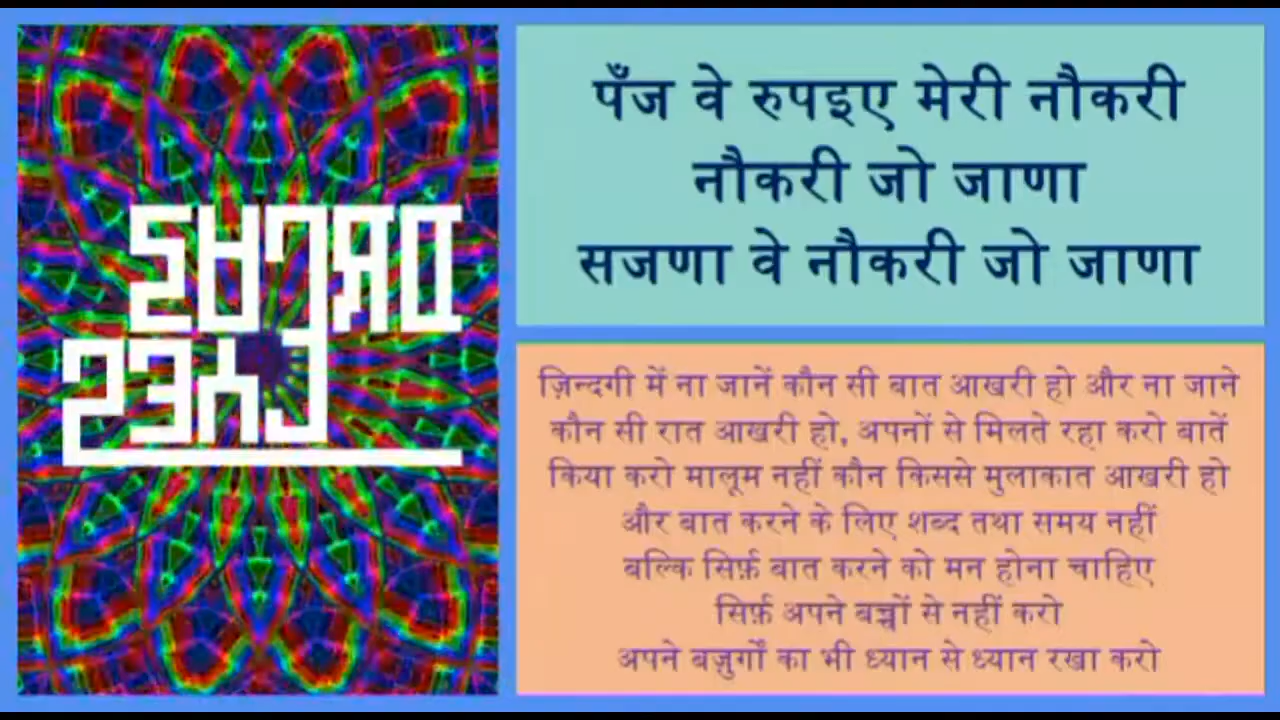 पँज वे रुपइए मेरी नौकरी
नौकरी जो जाणा
सजणा वे नौकरी जो जाणा
ज़िन्दगी में ना जानें कौन सी बात आखरी हो और ना जाने
कौन सी रात आखरी हो, अपनों से मिलते रहा करो बातें
किया करो मालूम नहीं कौन किससे मुलाकात आखरी हो
और बात करने के लिए शब्द तथा समय नहीं
बल्कि सिर्फ़ बात करने को मन होना चाहिए
सिर्फ़ अपने बच्चों से नहीं करो
अपने बज़ुर्गों का भी ध्यान से ध्यान रखा करो